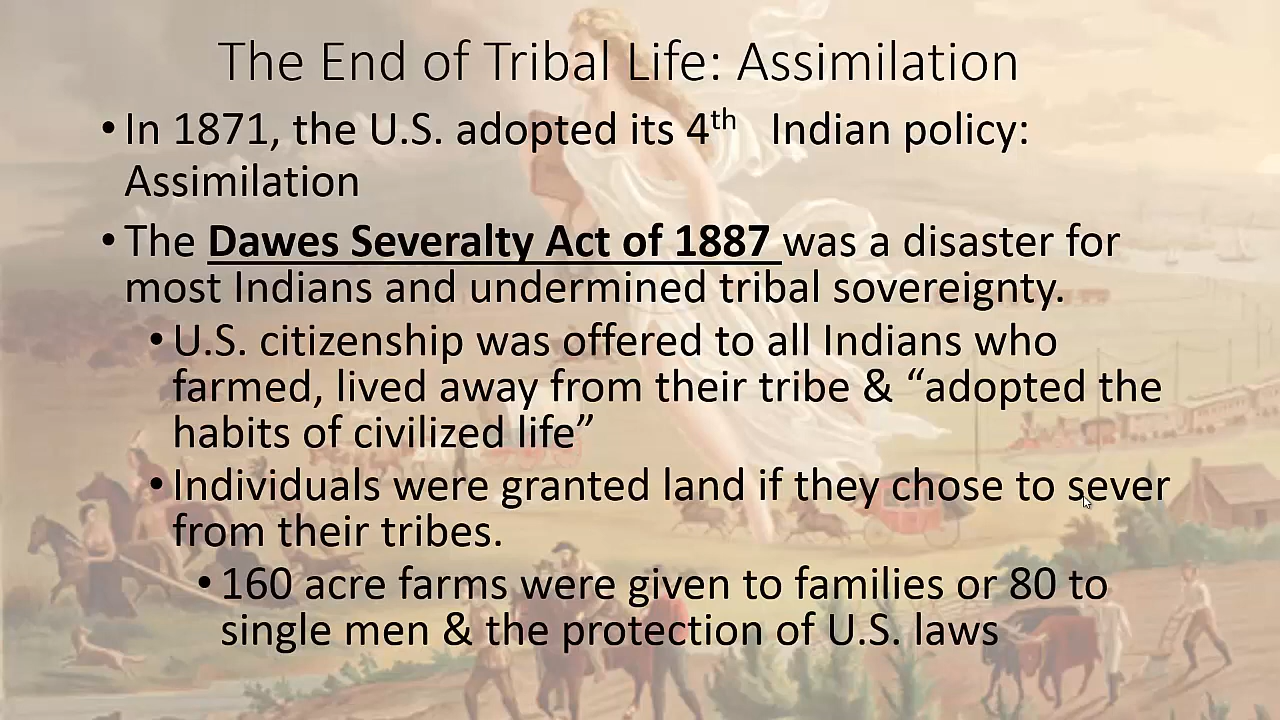 The End of Tribal Life: Assimilation
• In 1871, the U.S. adopted its 4th Indian policy:
Assimilation
• The Dawes Severalty Act of 1887 was a disaster for
most Indians and undermined tribal sovereignty.
• U.S. citizenship was offered to all Indians who
farmed, lived away from their tribe & “adopted the
habits of civilized life”
• Individuals were granted land if they chose to sever
from their tribes.
• 160 acre farms were given to families or 80 to
single men & the protection of U.S. laws